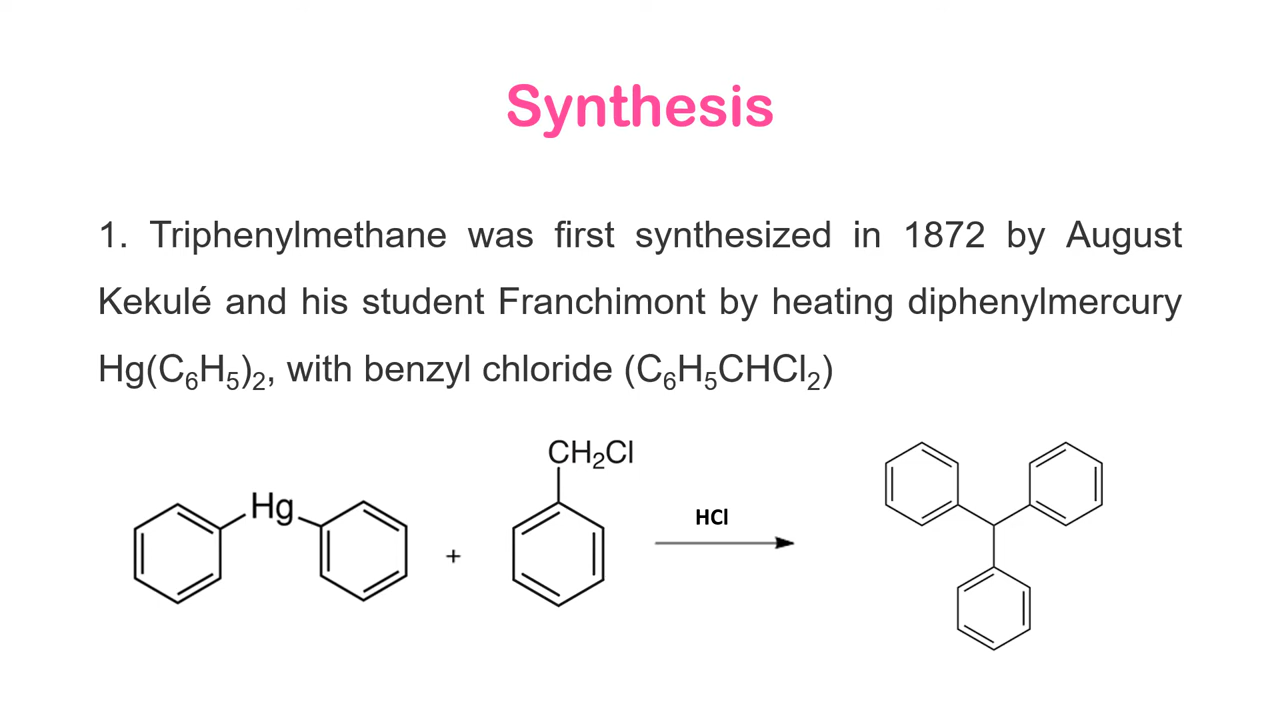 Synthesis
1. Triphenylmethane was first synthesized in 1872 by August
Kekulé and his student Franchimont by heating diphenylmercury
Hg(C₆H₅)₂, with benzyl chloride (C₆H₅CHCl₂)
CH₂Cl
Hg
HCl
+